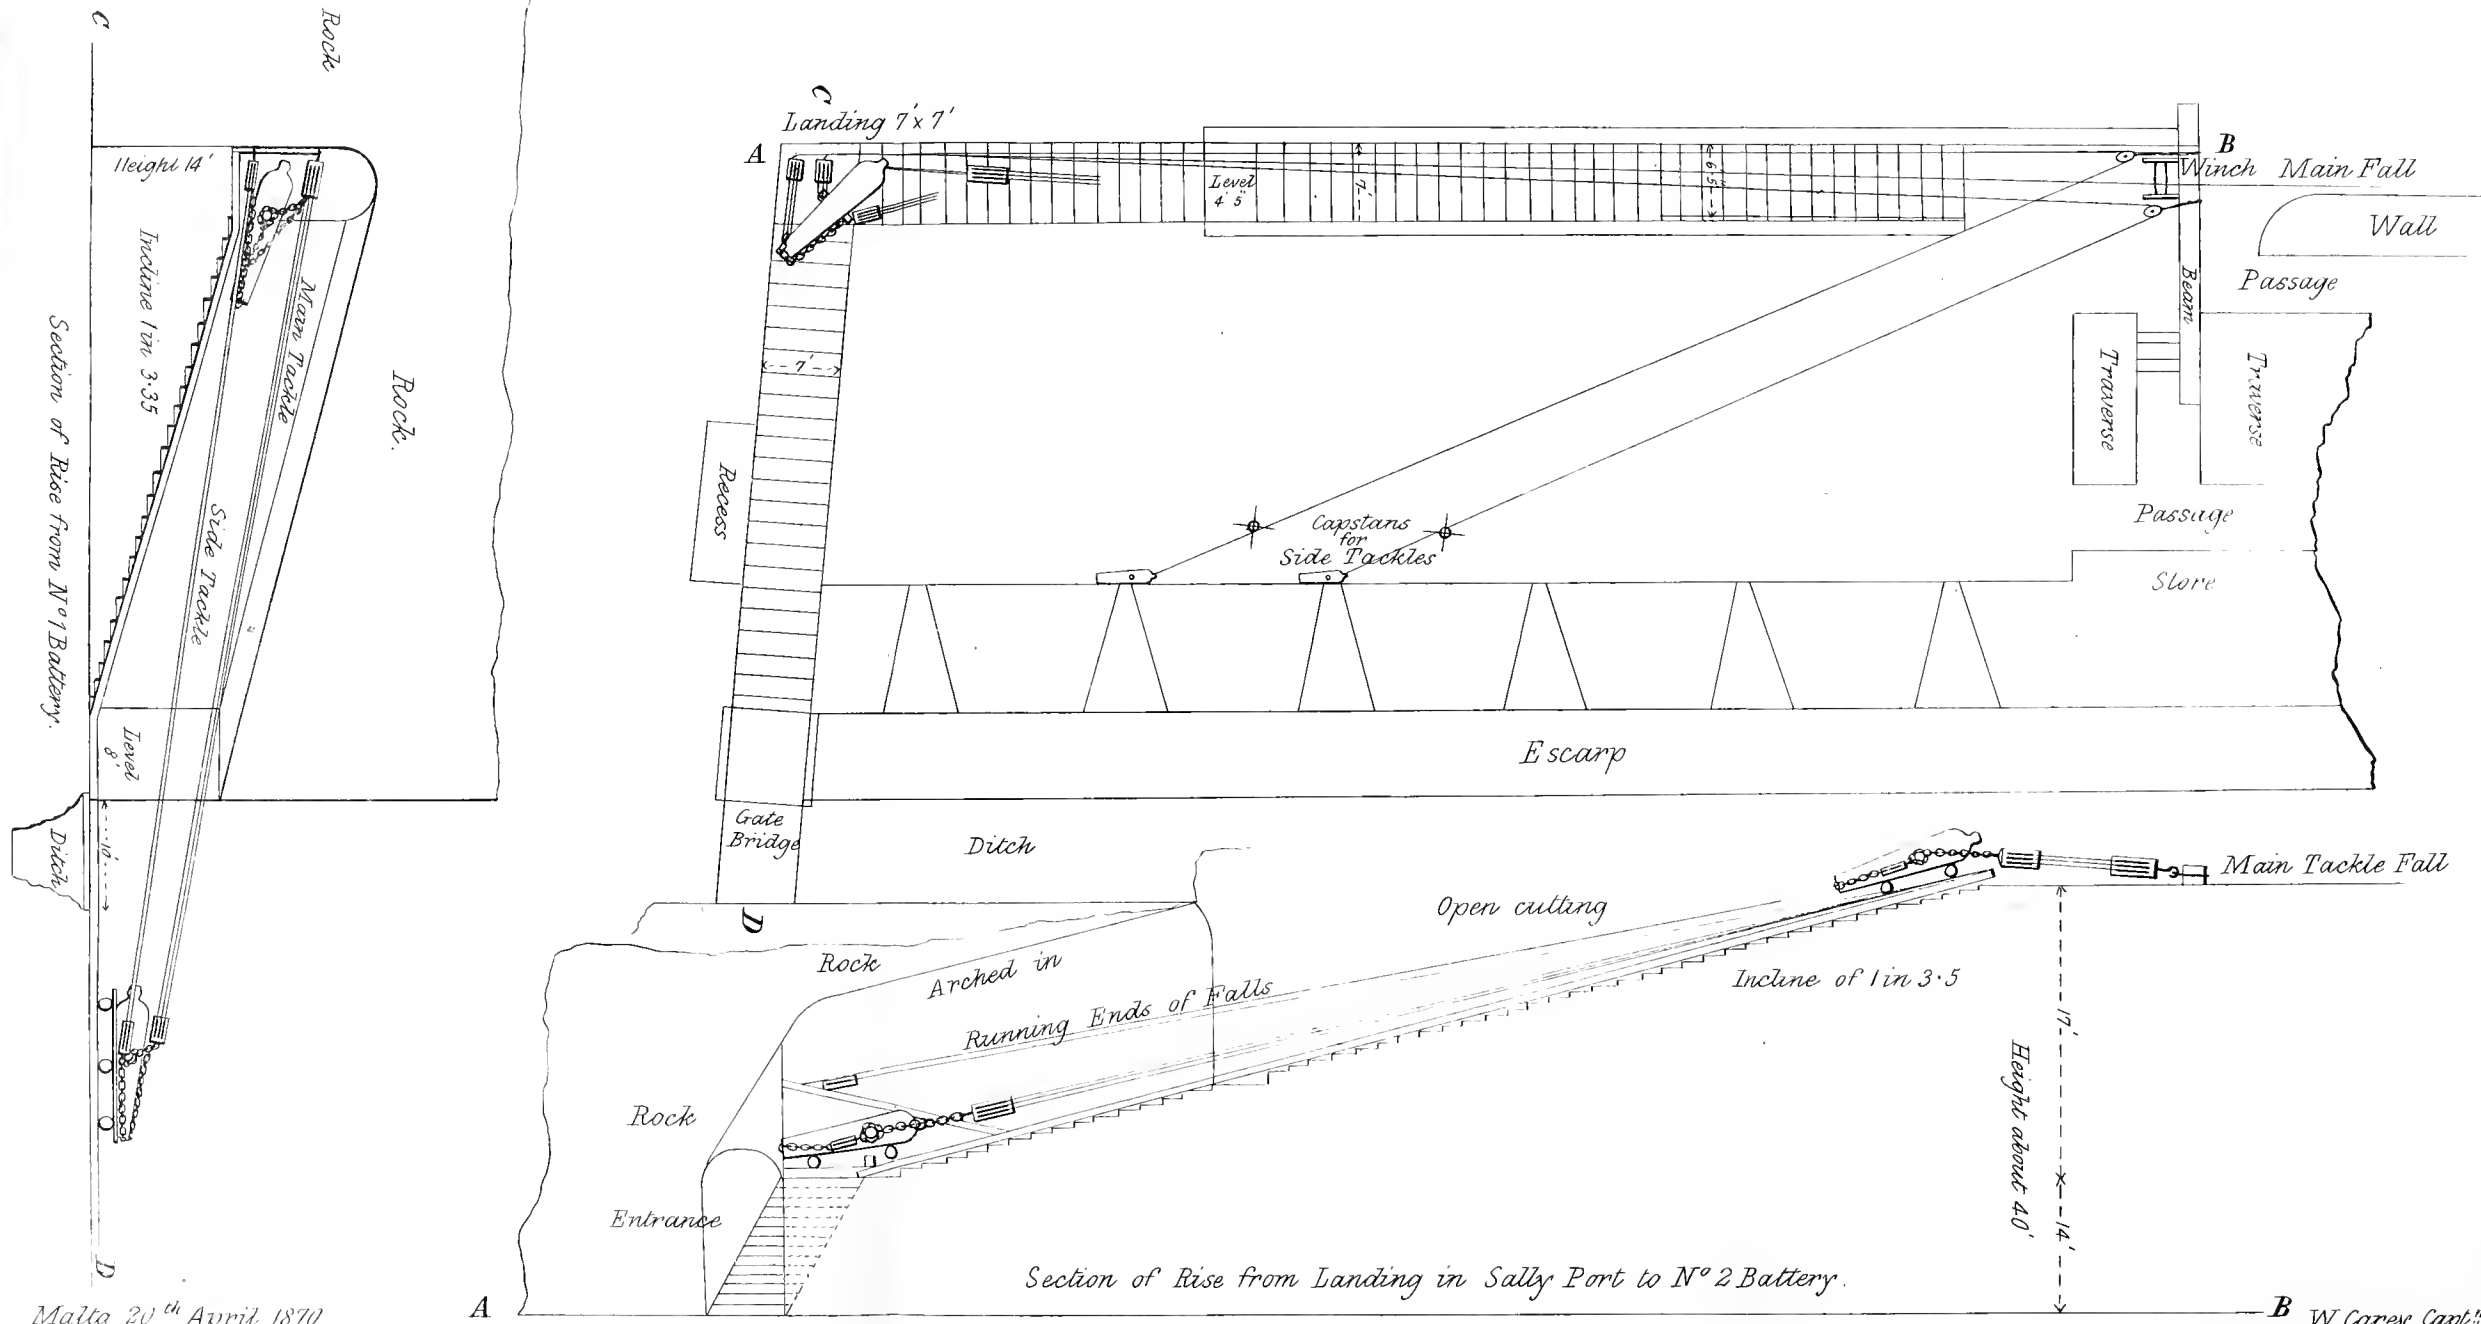 C
Rock
Height 14'
Incline 1 in 3·35
Main Tackle
Side Tackle
Rock.
Section of Rise from Nº 1 Battery.
Level
8'
10'
Ditch
D
Malta 20th April 1870
C
Landing 7' x 7'
A
B
Level
4' 5"
7'
6·5"
Winch Main Fall
Wall
Passage
Beam
Traverse
Traverse
Passage
Store
7'
Recess
Capstans
for
Side Tackles
Escarp
Gate
Bridge
Ditch
D
Main Tackle Fall
Open cutting
Rock
Arched in
Running Ends of Falls
Incline of 1 in 3·5
17'
Height about 40'
14'
Rock
Entrance
Section of Rise from Landing in Sally Port to Nº 2 Battery.
A
B
W. Carey Captn